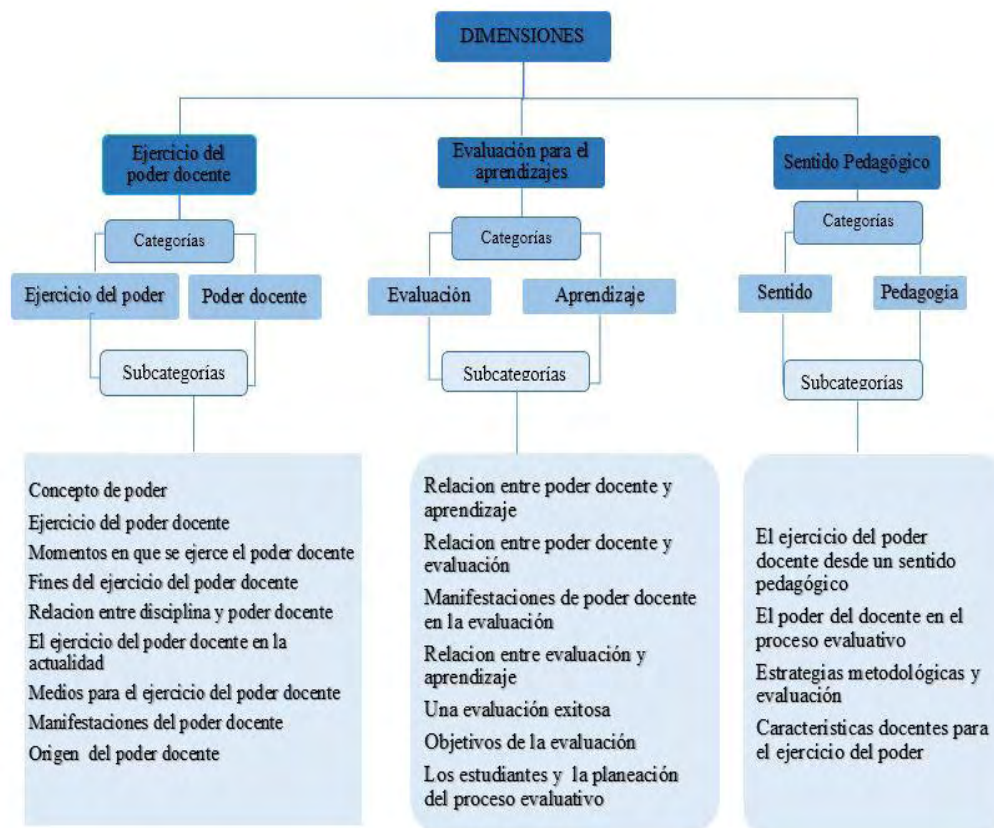 DIMENSIONES
Ejercicio del
poder docente
Categorías
Ejercicio del poder
Poder docente
Subcategorías
Concepto de poder
Ejercicio del poder docente
Momentos en que se ejerce el poder docente
Fines del ejercicio del poder docente
Relacion entre disciplina y poder docente
El ejercicio del poder docente en la
actualidad
Medios para el ejercicio del poder docente
Manifestaciones del poder docente
Origen del poder docente
Evaluación para el
aprendizajes
Categorías
Evaluación
Aprendizaje
Subcategorías
Relacion entre poder docente y
aprendizaje
Relacion entre poder docente y
evaluación
Manifestaciones de poder docente
en la evaluación
Relacion entre evaluación y
aprendizaje
Una evaluación exitosa
Objetivos de la evaluación
Los estudiantes y la planeación
del proceso evaluativo
Sentido Pedagógico
Categorías
Sentido
Pedagogía
Subcategorías
El ejercicio del poder
docente desde un sentido
pedagógico
El poder del docente en el
proceso evaluativo
Estrategias metodológicas y
evaluación
Caracteristicas docentes para
el ejercicio del poder